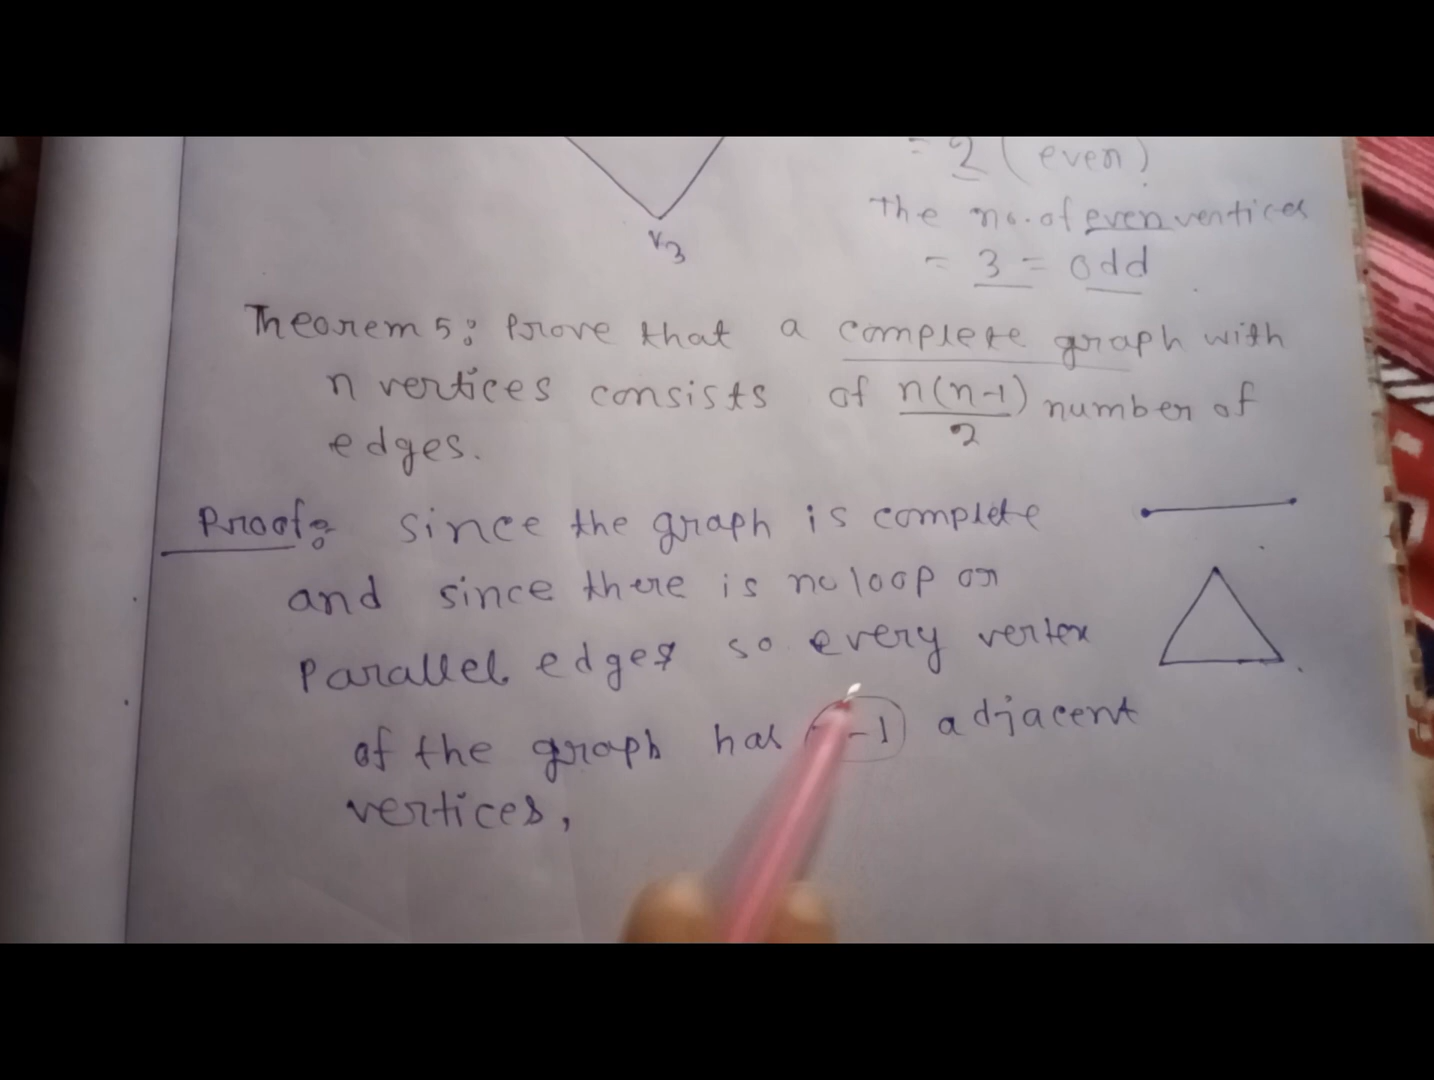 = 2 (even)
The no. of even vertices
= 3 = odd
v3
Theorem 5: Prove that a complete graph with
n vertices consists of n(n-1)/2 number of
edges.
Proof: since the graph is complete
and since there is no loop or
Parallel edges so every vertex
of the graph has -1 adjacent
vertices,